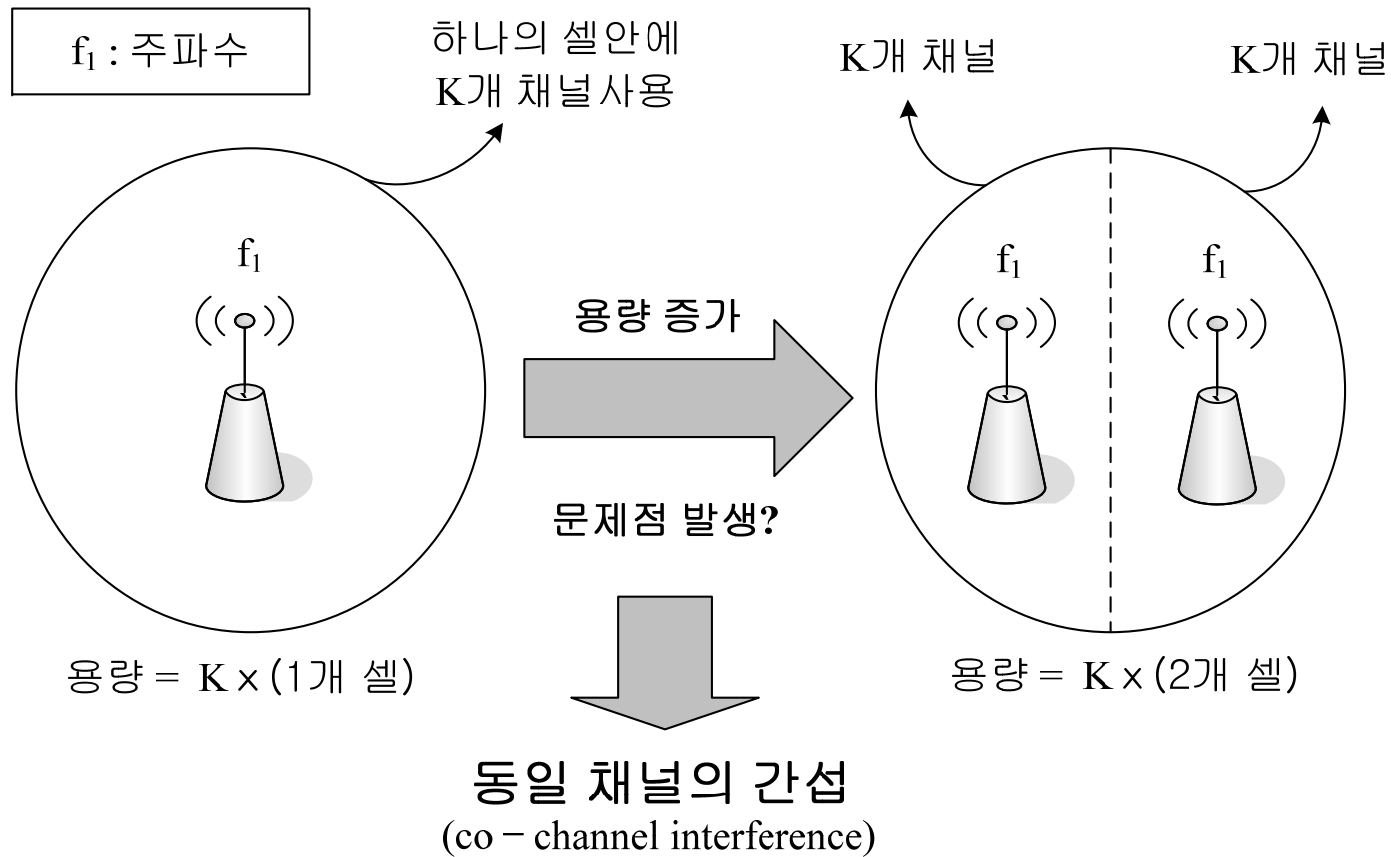 f₁ : 주파수
하나의 셀안에
K개 채널사용
K개 채널
K개 채널
f₁
f₁
f₁
용량 증가
문제점 발생?
용량 = K x (1개 셀)
용량 = K x (2개 셀)
동일 채널의 간섭
(co − channel interference)